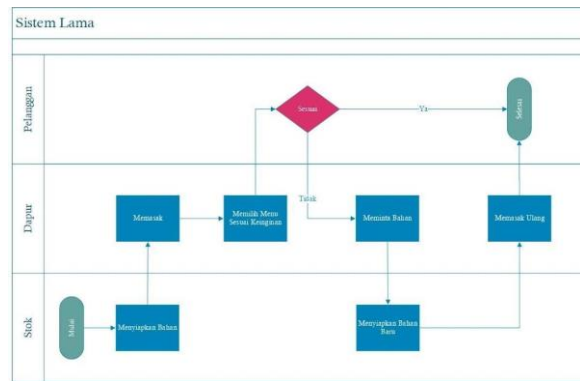 Sistem Lama
Pelanggan
Sesuai
Ya
Selesai
Dapur
Memasak
Memilih Menu
Sesuai Keinginan
Tidak
Meminta Bahan
Memasak Ulang
Stok
Mulai
Menyiapkan Bahan
Menyiapkan Bahan
Baru